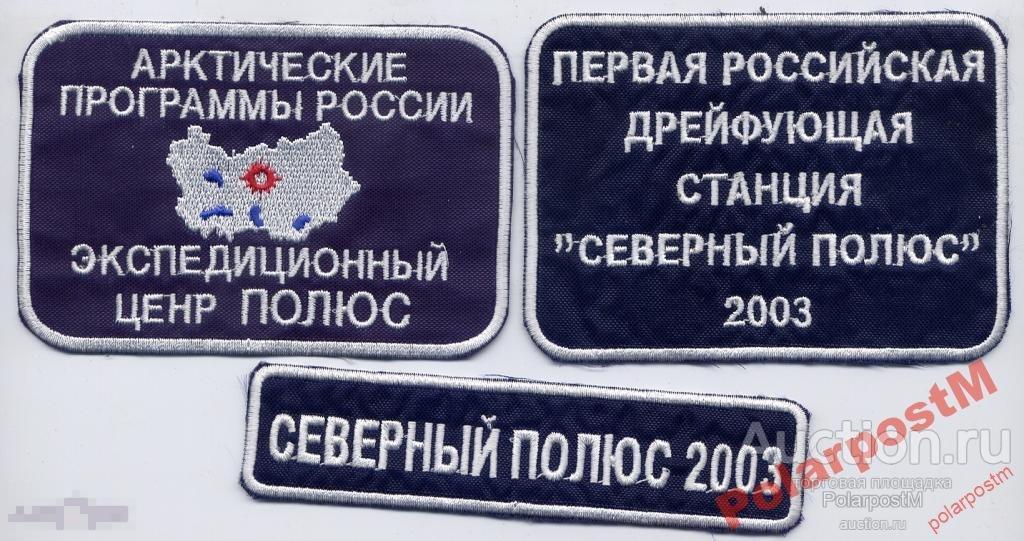 АРКТИЧЕСКИЕ
ПРОГРАММЫ РОССИИ
ЭКСПЕДИЦИОННЫЙ
ЦЕНР ПОЛЮС
ПЕРВАЯ РОССИЙСКАЯ
ДРЕЙФУЮЩАЯ
СТАНЦИЯ
"СЕВЕРНЫЙ ПОЛЮС"
2003
СЕВЕРНЫЙ ПОЛЮС 2003
Auction.ru
торговая площадка
PolarpostM
auction.ru
PolarpostM
polarpostm